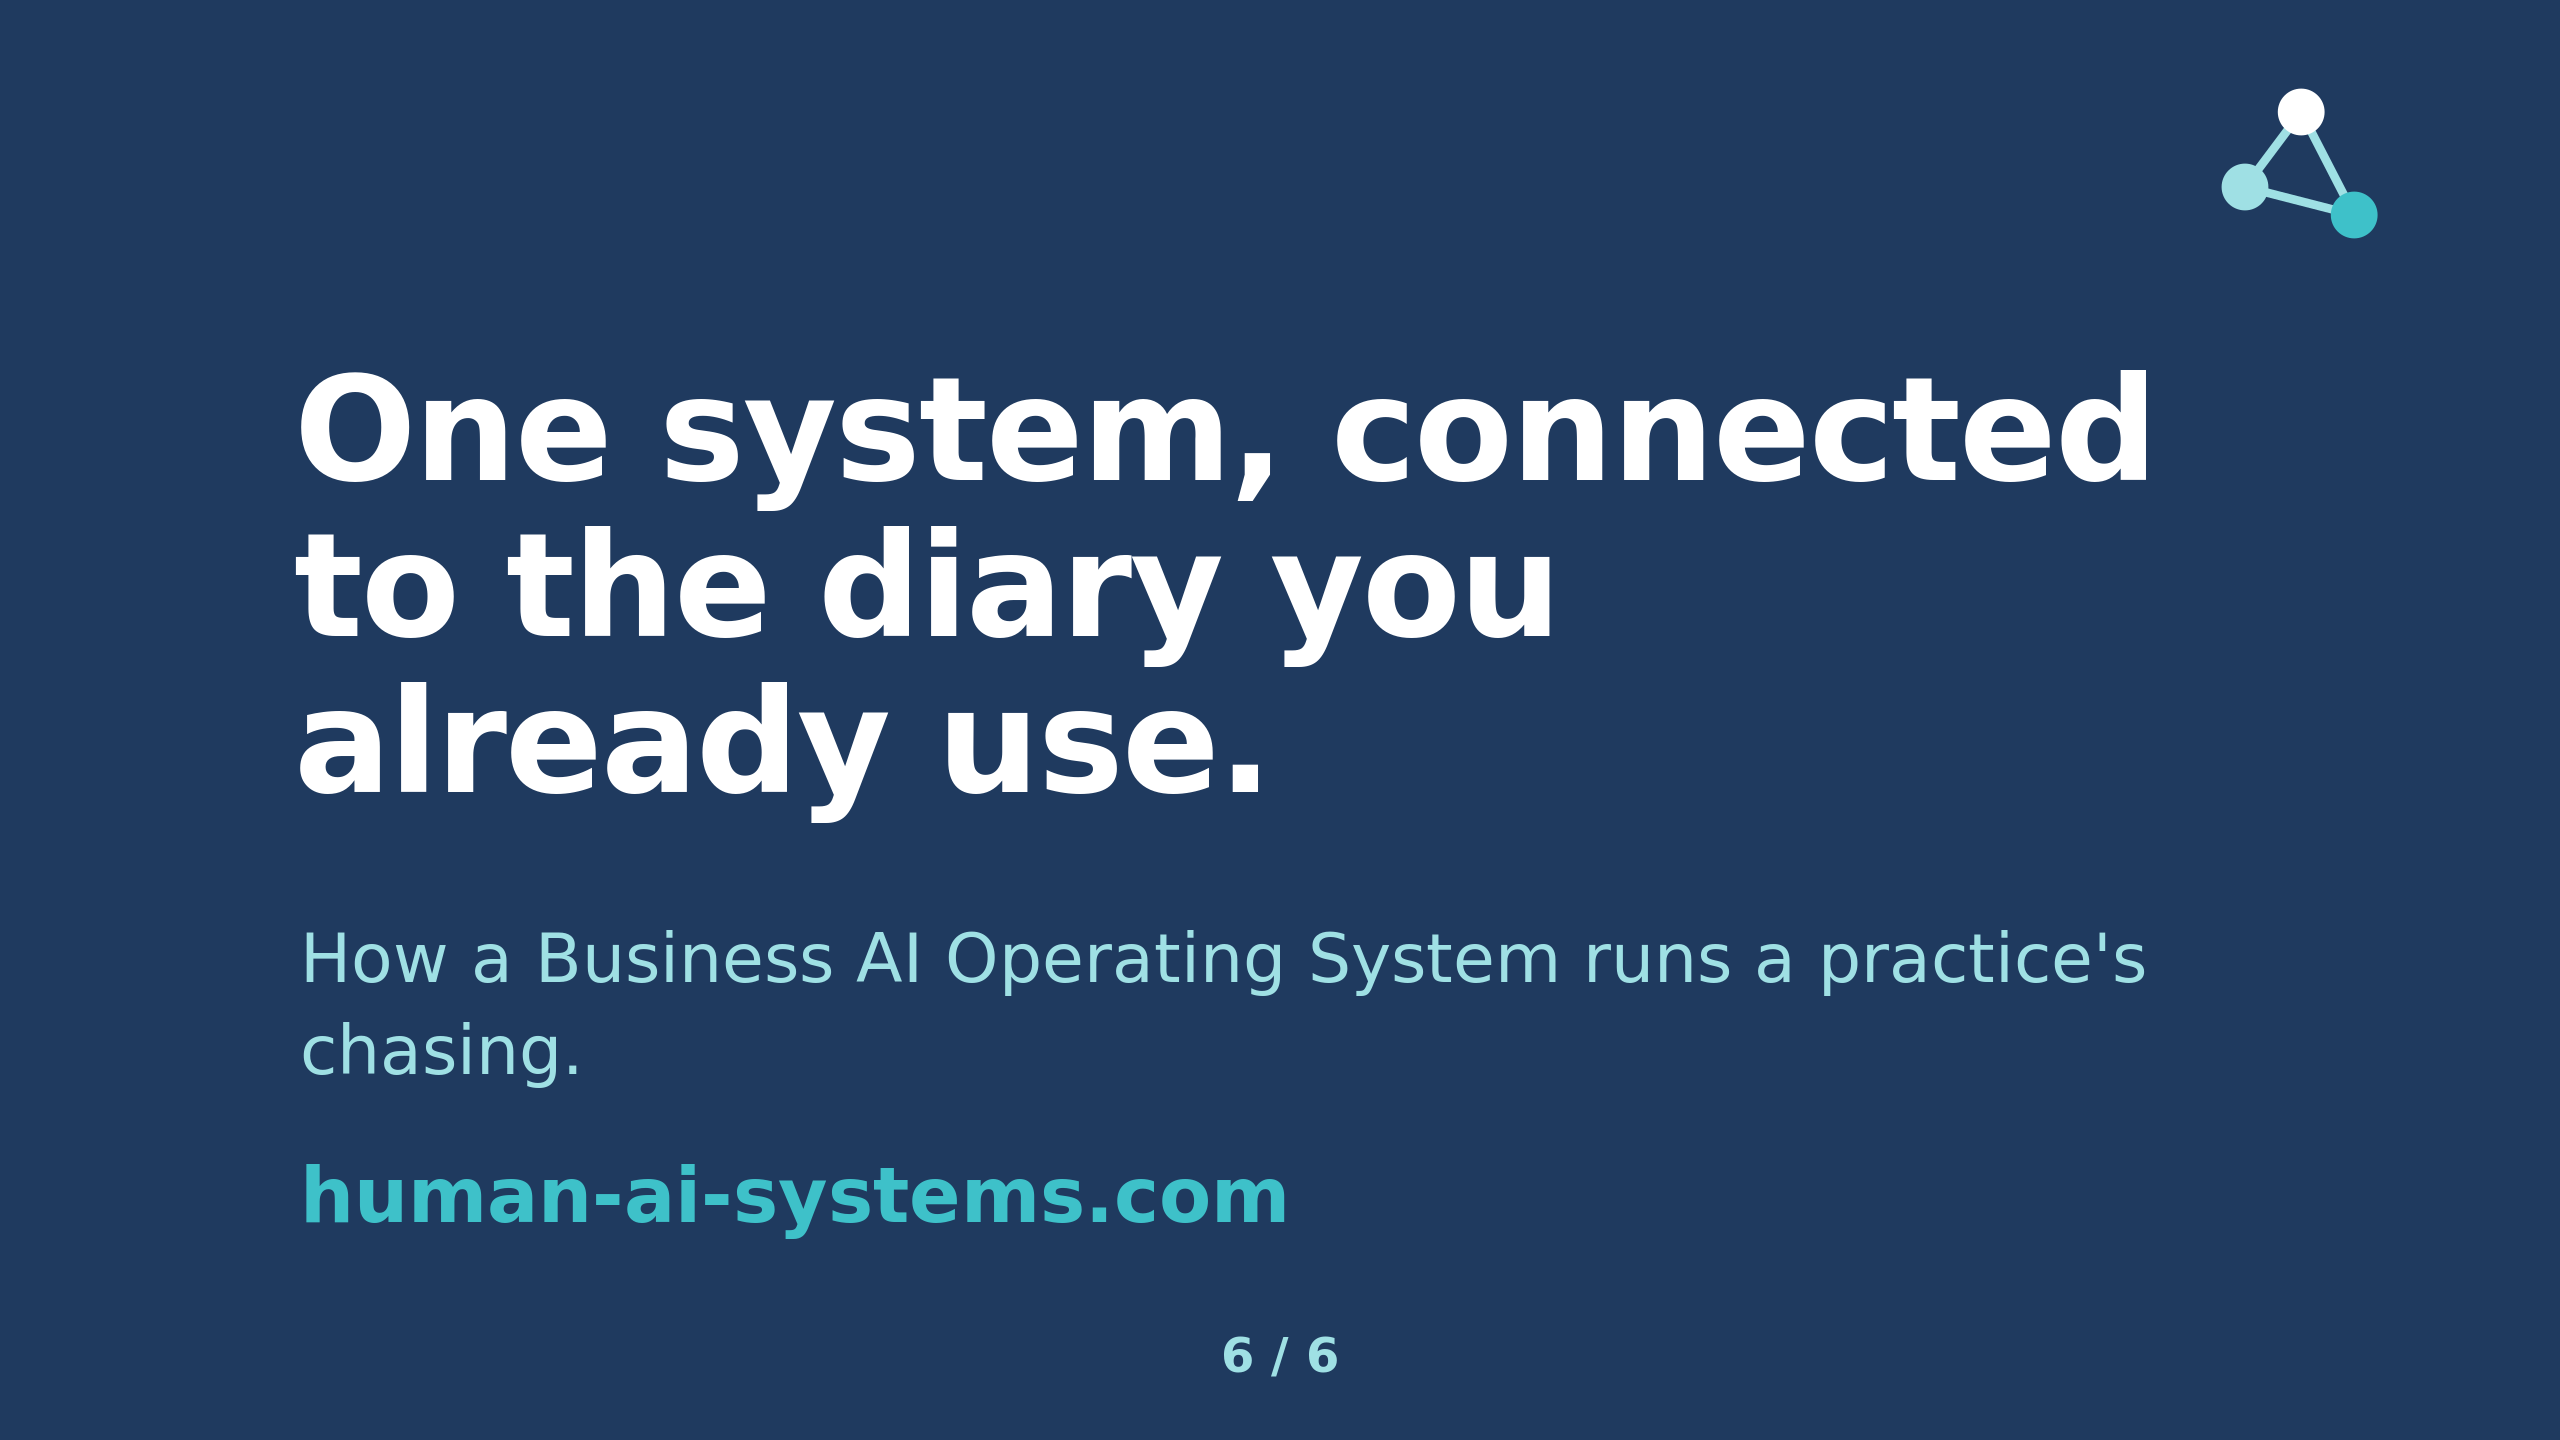 One system, connected
to the diary you
already use.
How a Business AI Operating System runs a practice's
chasing.
human-ai-systems.com
6 / 6